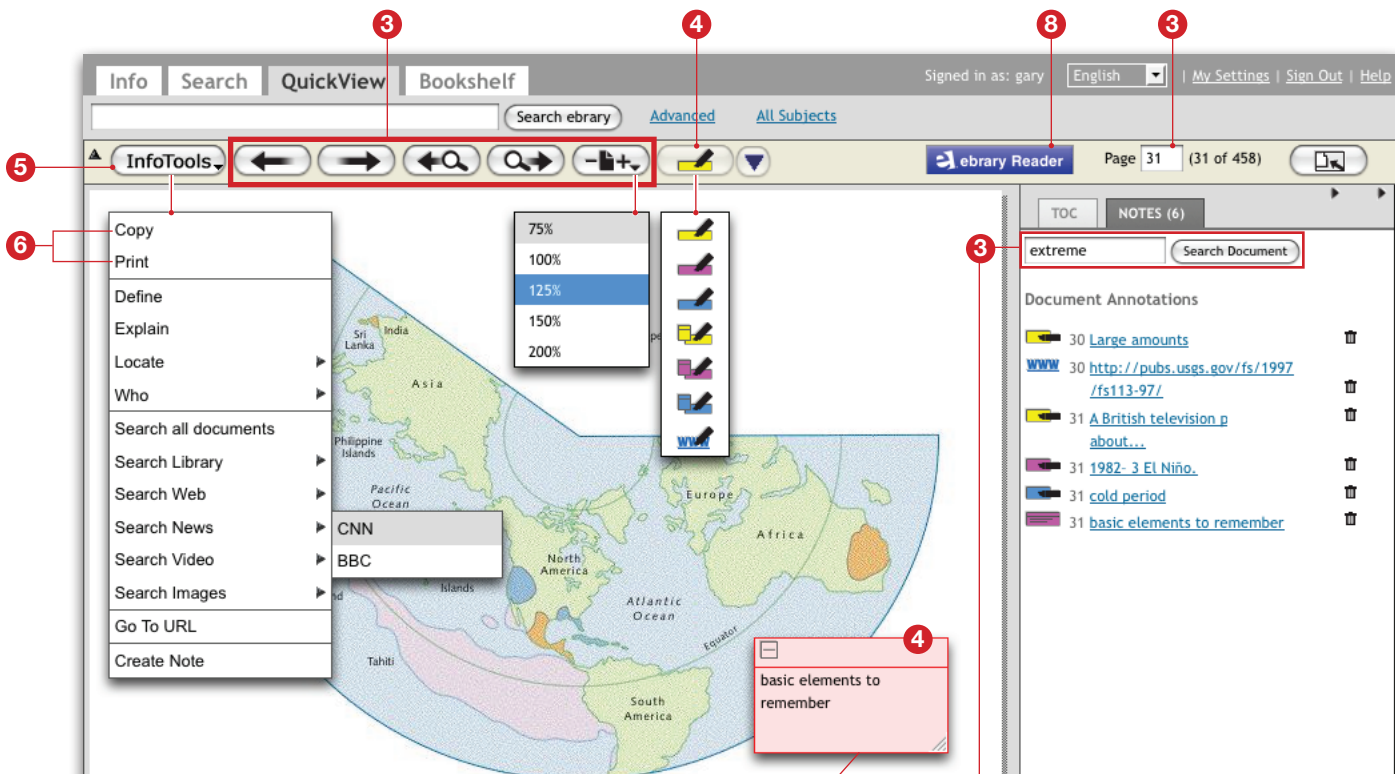 3 4 8 3
Info Search QuickView Bookshelf Signed in as: gary English | My Settings | Sign Out | Help
Search ebrary Advanced All Subjects
5 InfoTools - + ebrary Reader Page 31 (31 of 458)
TOC NOTES (6)
6
Copy
Print
Define
Explain
Locate
Who
Search all documents
Search Library
Search Web
Search News
Search Video
Search Images
Go To URL
Create Note
CNN
BBC
75%
100%
125%
150%
200%
www
3
extreme Search Document
Document Annotations
30 Large amounts
www 30 http://pubs.usgs.gov/fs/1997
/fs113-97/
31 A British television p
about...
31 1982- 3 El Niño.
31 cold period
31 basic elements to remember
Sri
Lanka
India
Asia
Philippine
Islands
Pacific
Ocean
Islands
North
America
Europe
Africa
Atlantic
Ocean
Equator
Tahiti
South
America
4
basic elements to
remember